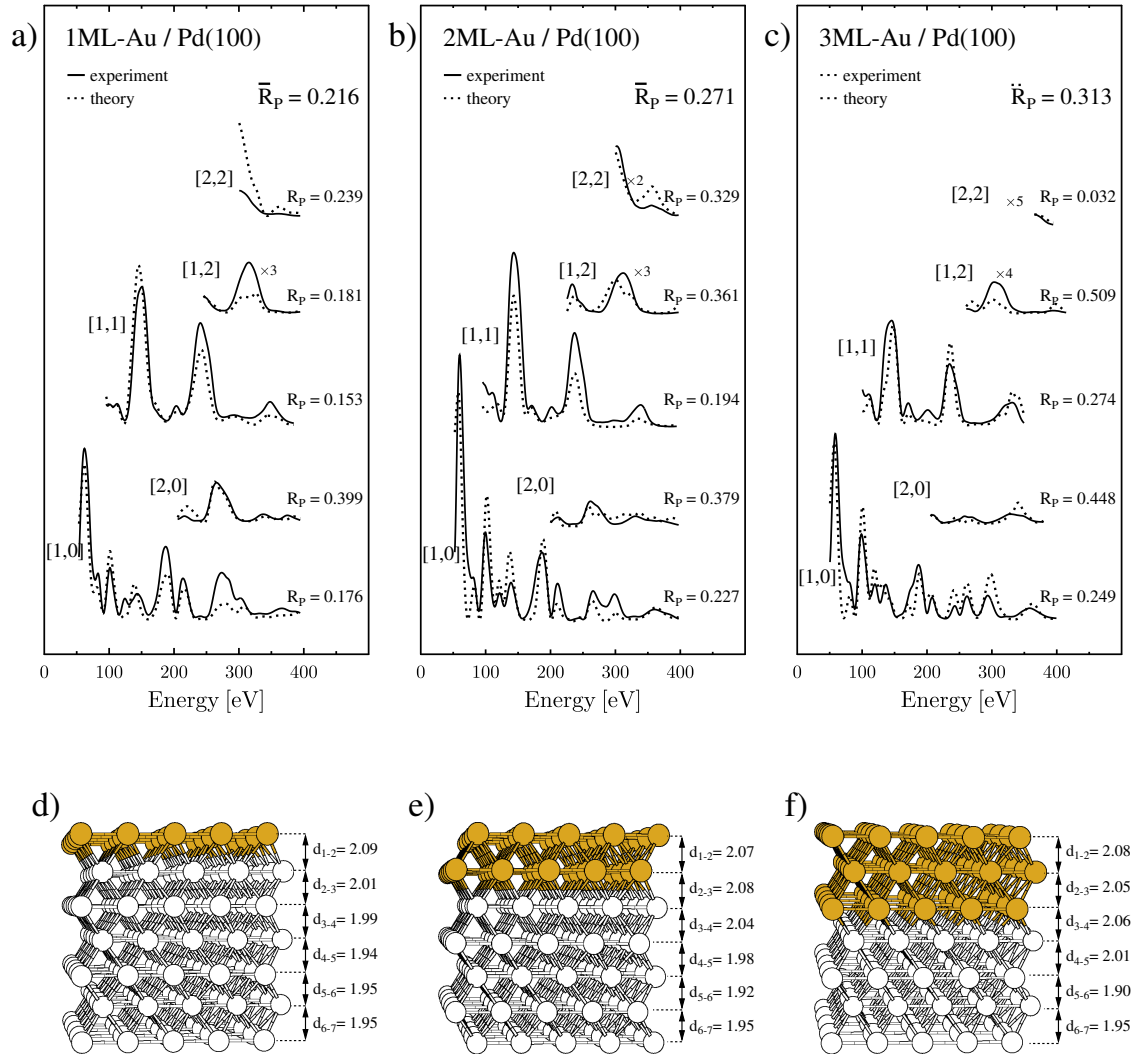 a)
1ML-Au / Pd(100)
experiment
theory
R̄P = 0.216
[2,2]
RP = 0.239
[1,2]
×3
RP = 0.181
[1,1]
RP = 0.153
[2,0]
RP = 0.399
[1,0]
RP = 0.176
0 100 200 300 400
Energy [eV]
b)
2ML-Au / Pd(100)
experiment
theory
R̄P = 0.271
[2,2]
×2
RP = 0.329
[1,2]
×3
RP = 0.361
[1,1]
RP = 0.194
[2,0]
RP = 0.379
[1,0]
RP = 0.227
0 100 200 300 400
Energy [eV]
c)
3ML-Au / Pd(100)
experiment
theory
R̈P = 0.313
[2,2]
×5
RP = 0.032
[1,2]
×4
RP = 0.509
[1,1]
RP = 0.274
[2,0]
RP = 0.448
[1,0]
RP = 0.249
0 100 200 300 400
Energy [eV]
d)
d1-2= 2.09
d2-3= 2.01
d3-4= 1.99
d4-5= 1.94
d5-6= 1.95
d6-7= 1.95
e)
d1-2= 2.07
d2-3= 2.08
d3-4= 2.04
d4-5= 1.98
d5-6= 1.92
d6-7= 1.95
f)
d1-2= 2.08
d2-3= 2.05
d3-4= 2.06
d4-5= 2.01
d5-6= 1.90
d6-7= 1.95